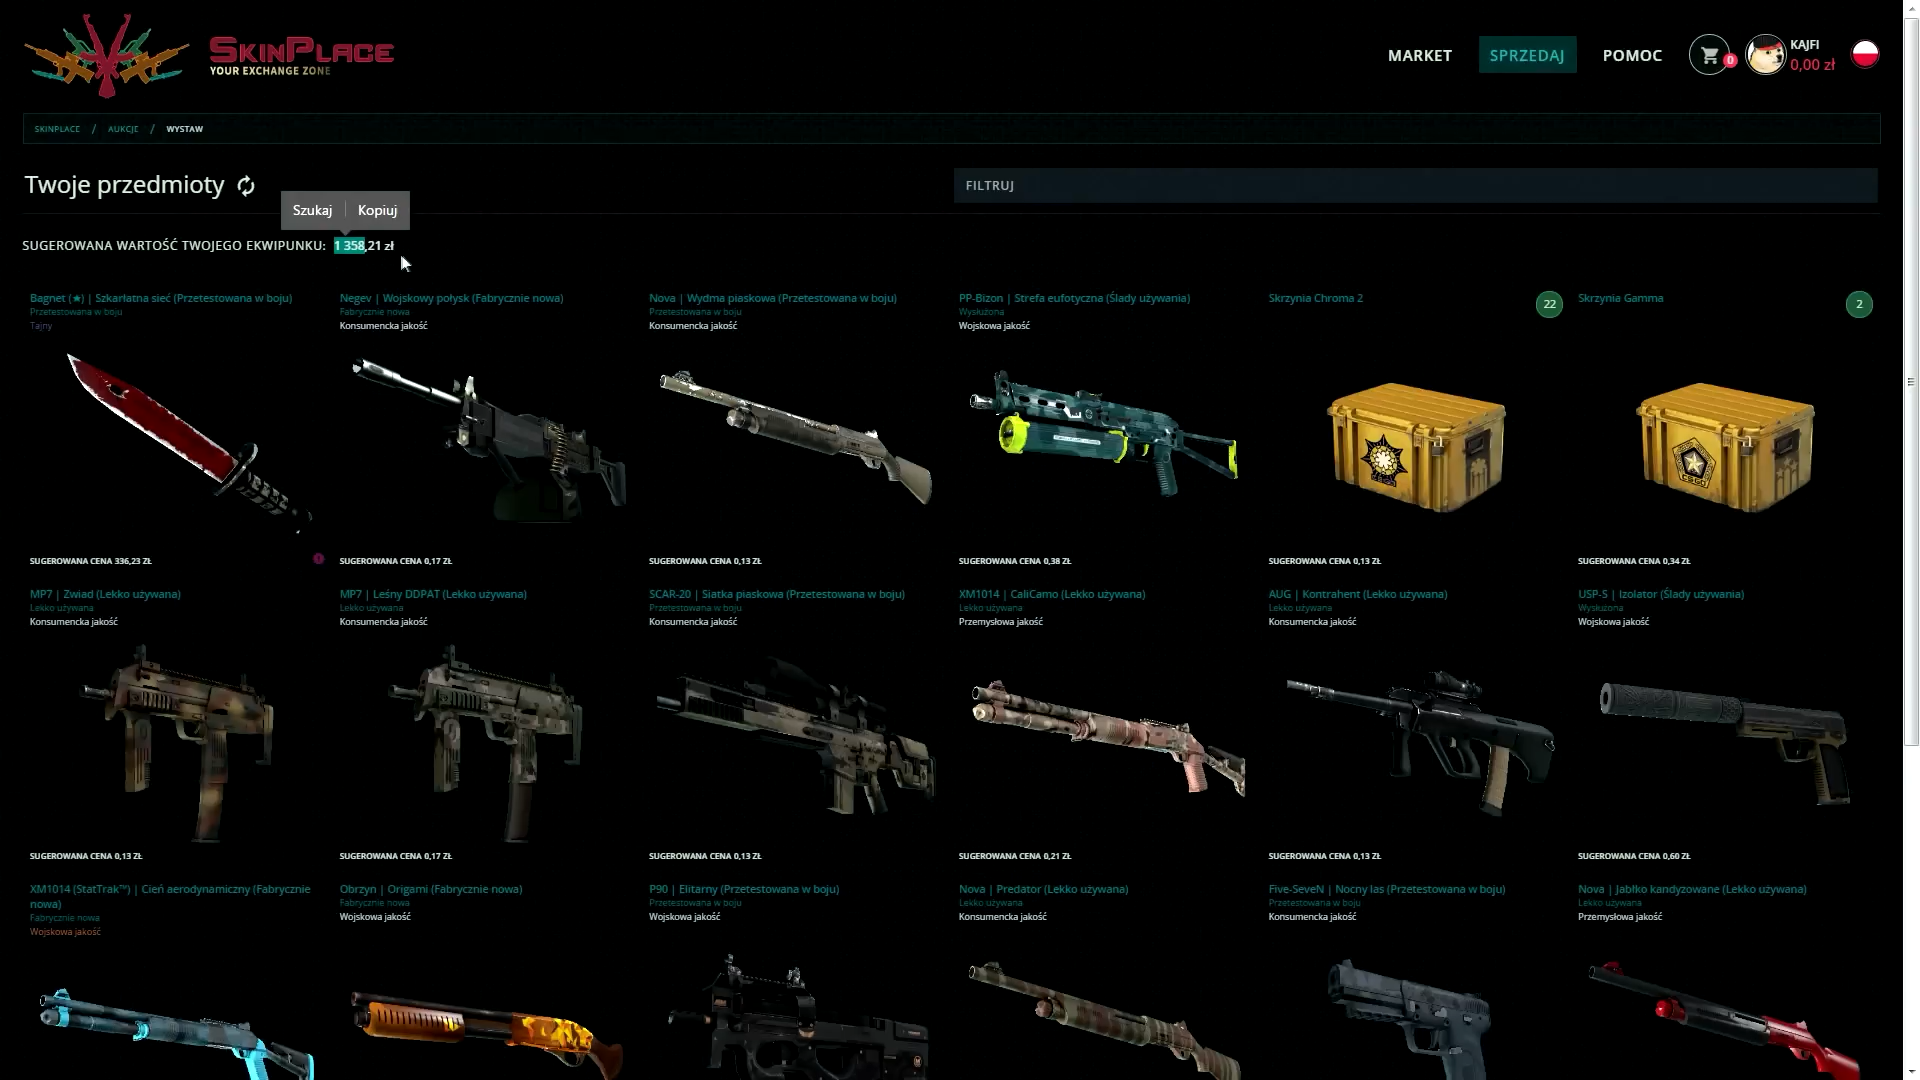 SKINPLACE
YOUR EXCHANGE ZONE
MARKET
SPRZEDAJ
POMOC
0
KAJFI
0,00 zł
SKINPLACE / AUKCJE / WYSTAW
Twoje przedmioty
FILTRUJ
Szukaj
Kopiuj
SUGEROWANA WARTOŚĆ TWOJEGO EKWIPUNKU: 1 358,21 zł
Bagnet (★) | Szkarłatna sieć (Przetestowana w boju)
Przetestowana w boju
Tajny
Negev | Wojskowy połysk (Fabrycznie nowa)
Fabrycznie nowa
Konsumencka jakość
Nova | Wydma piaskowa (Przetestowana w boju)
Przetestowana w boju
Konsumencka jakość
PP-Bizon | Strefa eufotyczna (Ślady używania)
Wysłużona
Wojskowa jakość
Skrzynia Chroma 2
22
Skrzynia Gamma
2
SUGEROWANA CENA 336,23 ZŁ
SUGEROWANA CENA 0,17 ZŁ
SUGEROWANA CENA 0,13 ZŁ
SUGEROWANA CENA 0,38 ZŁ
SUGEROWANA CENA 0,13 ZŁ
SUGEROWANA CENA 0,34 ZŁ
MP7 | Zwiad (Lekko używana)
Lekko używana
Konsumencka jakość
MP7 | Leśny DDPAT (Lekko używana)
Lekko używana
Konsumencka jakość
SCAR-20 | Siatka piaskowa (Przetestowana w boju)
Przetestowana w boju
Konsumencka jakość
XM1014 | CaliCamo (Lekko używana)
Lekko używana
Przemysłowa jakość
AUG | Kontrahent (Lekko używana)
Lekko używana
Konsumencka jakość
USP-S | Izolator (Ślady używania)
Wysłużona
Wojskowa jakość
SUGEROWANA CENA 0,13 ZŁ
SUGEROWANA CENA 0,17 ZŁ
SUGEROWANA CENA 0,13 ZŁ
SUGEROWANA CENA 0,21 ZŁ
SUGEROWANA CENA 0,13 ZŁ
SUGEROWANA CENA 0,60 ZŁ
XM1014 (StatTrak™) | Cień aerodynamiczny (Fabrycznie
nowa)
Fabrycznie nowa
Wojskowa jakość
Obrzyn | Origami (Fabrycznie nowa)
Fabrycznie nowa
Wojskowa jakość
P90 | Elitarny (Przetestowana w boju)
Przetestowana w boju
Wojskowa jakość
Nova | Predator (Lekko używana)
Lekko używana
Konsumencka jakość
Five-SeveN | Nocny las (Przetestowana w boju)
Przetestowana w boju
Konsumencka jakość
Nova | Jabłko kandyzowane (Lekko używana)
Lekko używana
Przemysłowa jakość